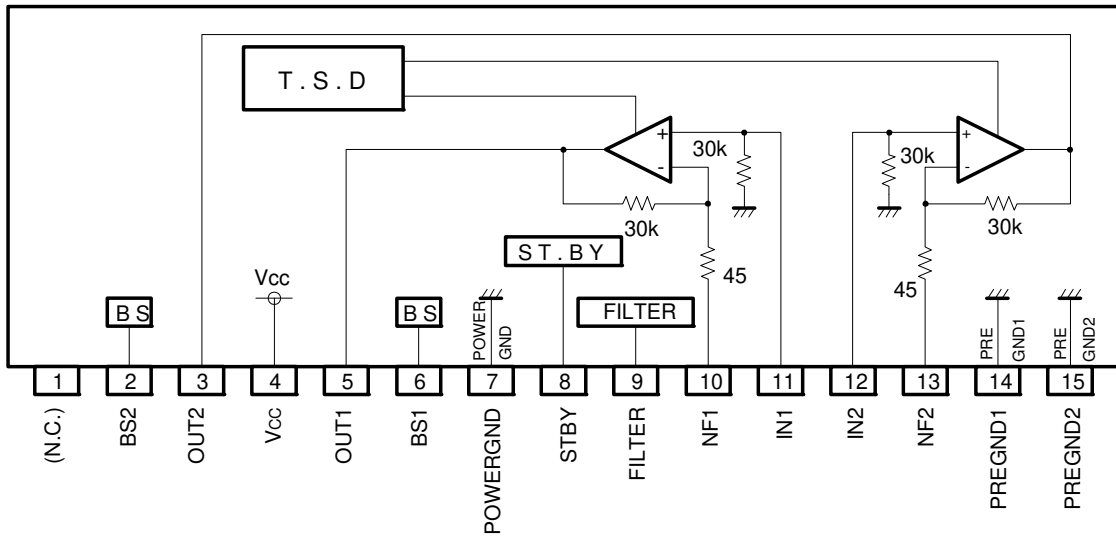 T.S.D
+
-
30k
30k
45
+
-
30k
30k
45
ST.BY
Vcc
BS
BS
POWER
GND
FILTER
PRE
GND1
PRE
GND2
1
2
3
4
5
6
7
8
9
10
11
12
13
14
15
(N.C.)
BS2
OUT2
Vcc
OUT1
BS1
POWERGND
STBY
FILTER
NF1
IN1
IN2
NF2
PREGND1
PREGND2